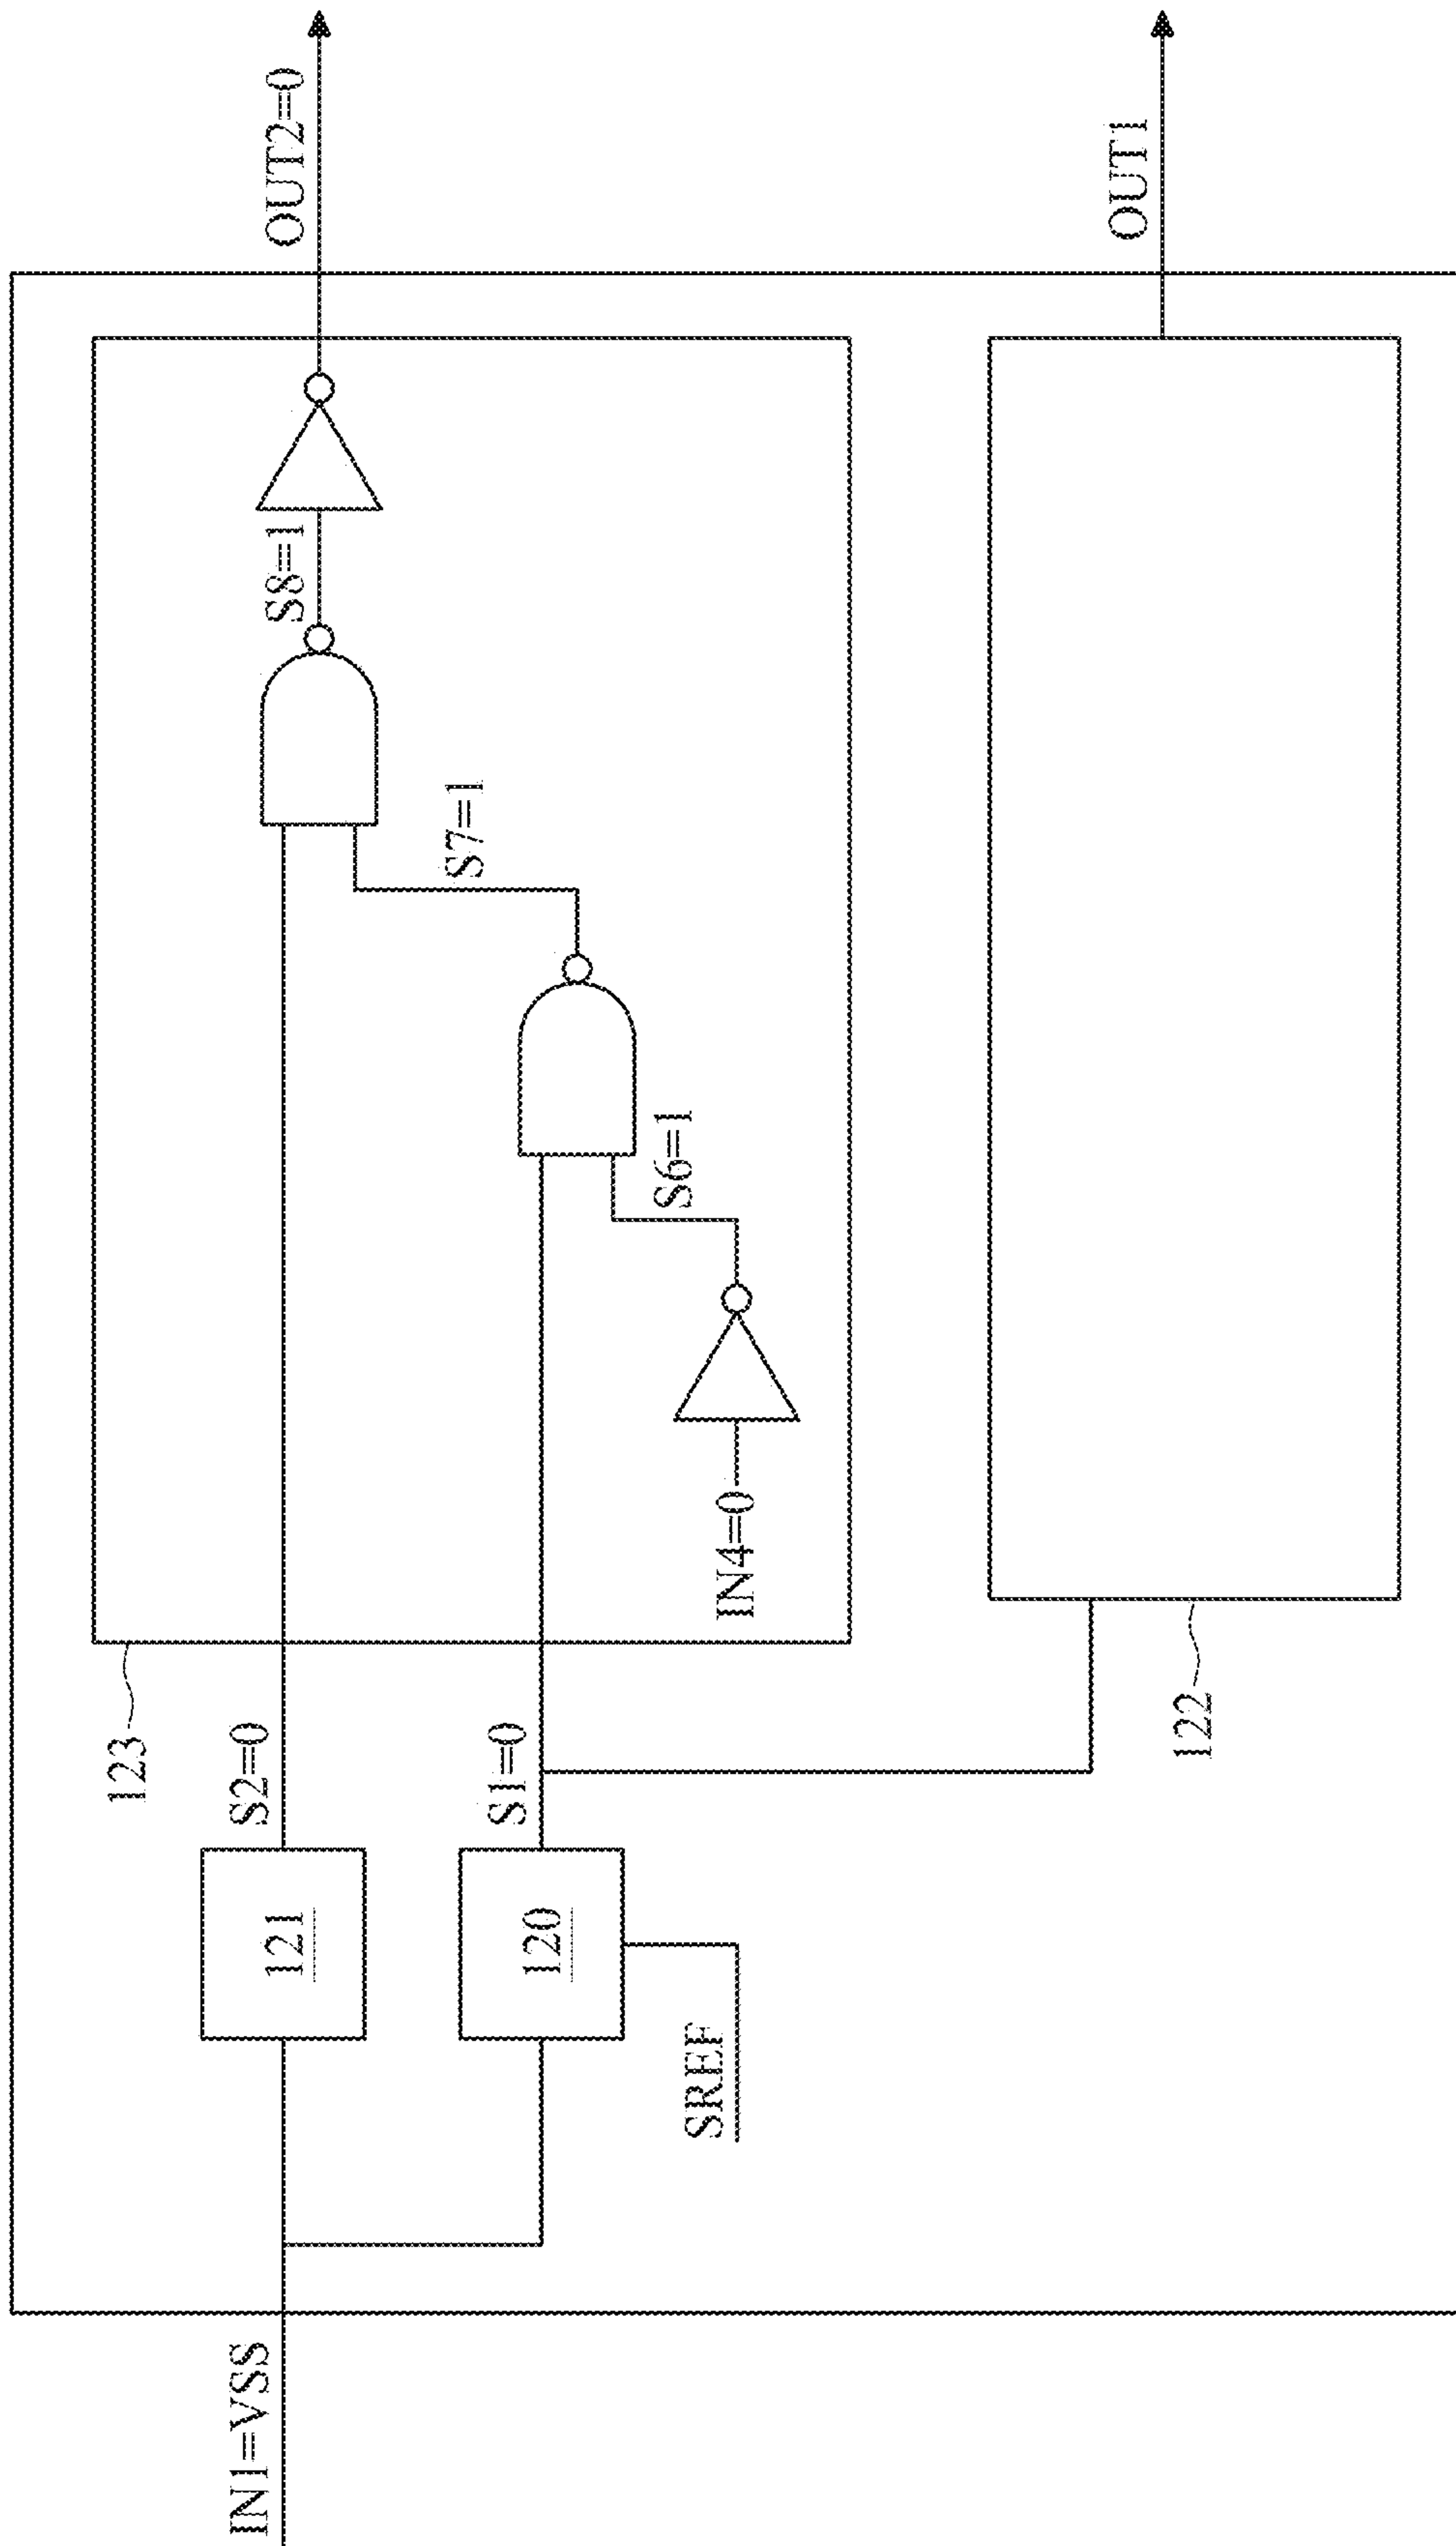 IN1=VSS
121
S2=0
123
S8=1
OUT2=0
120
S1=0
S7=1
SREF
S6=1
IN4=0
122
OUT1